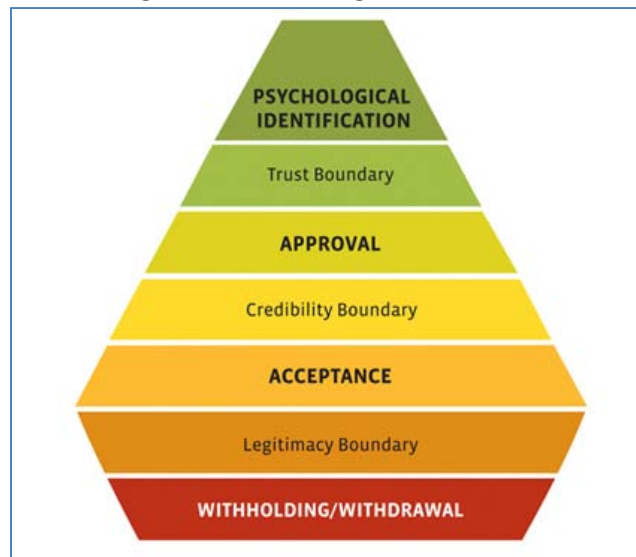 PSYCHOLOGICAL
IDENTIFICATION
Trust Boundary
APPROVAL
Credibility Boundary
ACCEPTANCE
Legitimacy Boundary
WITHHOLDING/WITHDRAWAL